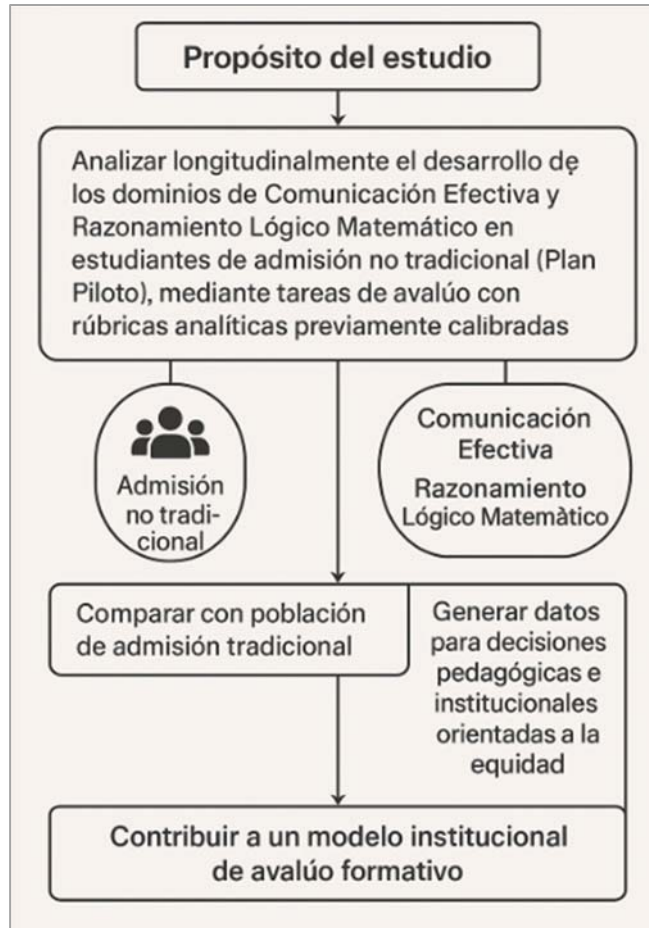 Propósito del estudio
Analizar longitudinalmente el desarrollo de
los dominios de Comunicación Efectiva y
Razonamiento Lógico Matemático en
estudiantes de admisión no tradicional (Plan
Piloto), mediante tareas de avalúo con
rúbricas analíticas previamente calibradas
Admisión
no tradi-
cional
Comunicación
Efectiva
Razonamiento
Lógico Matemàtico
Comparar con población
de admisión tradicional
Generar datos
para decisiones
pedagógicas e
institucionales
orientadas a la
equidad
Contribuir a un modelo institucional
de avalúo formativo